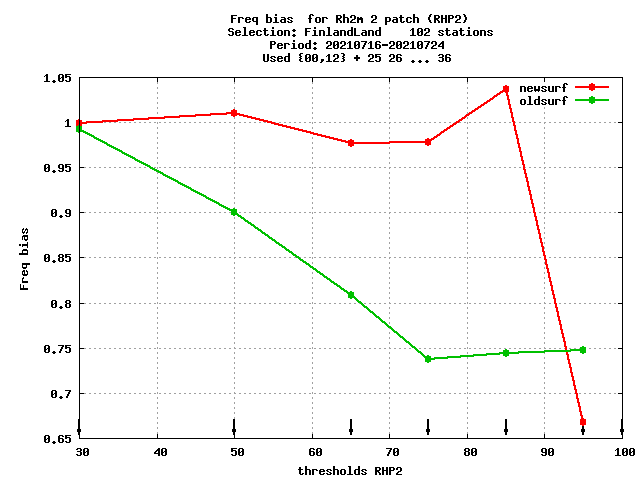 Freq bias  for Rh2m 2 patch (RHP2)
Selection: FinlandLand    102 stations
Period: 20210716-20210724
Used {00,12} + 25 26 ... 36
newsurf
oldsurf
1.05
1
0.95
0.9
0.85
0.8
0.75
0.7
0.65
Freq bias
30 40 50 60 70 80 90 100
thresholds RHP2